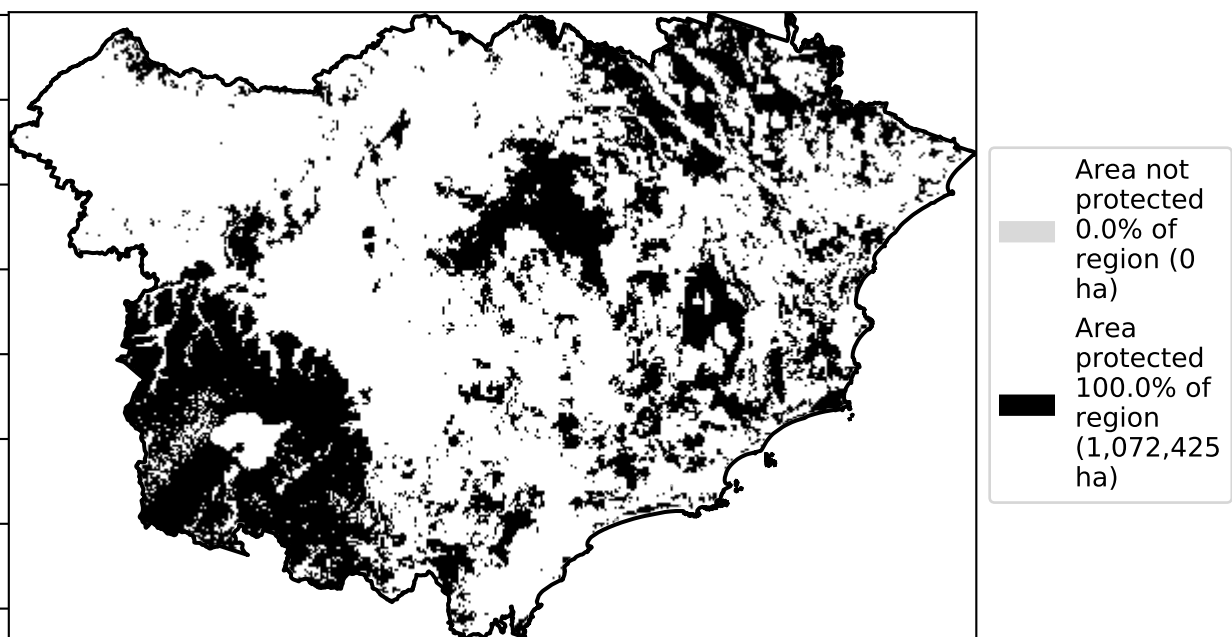 Area not
protected
0.0% of
region (0
ha)
Area
protected
100.0% of
region
(1,072,425
ha)